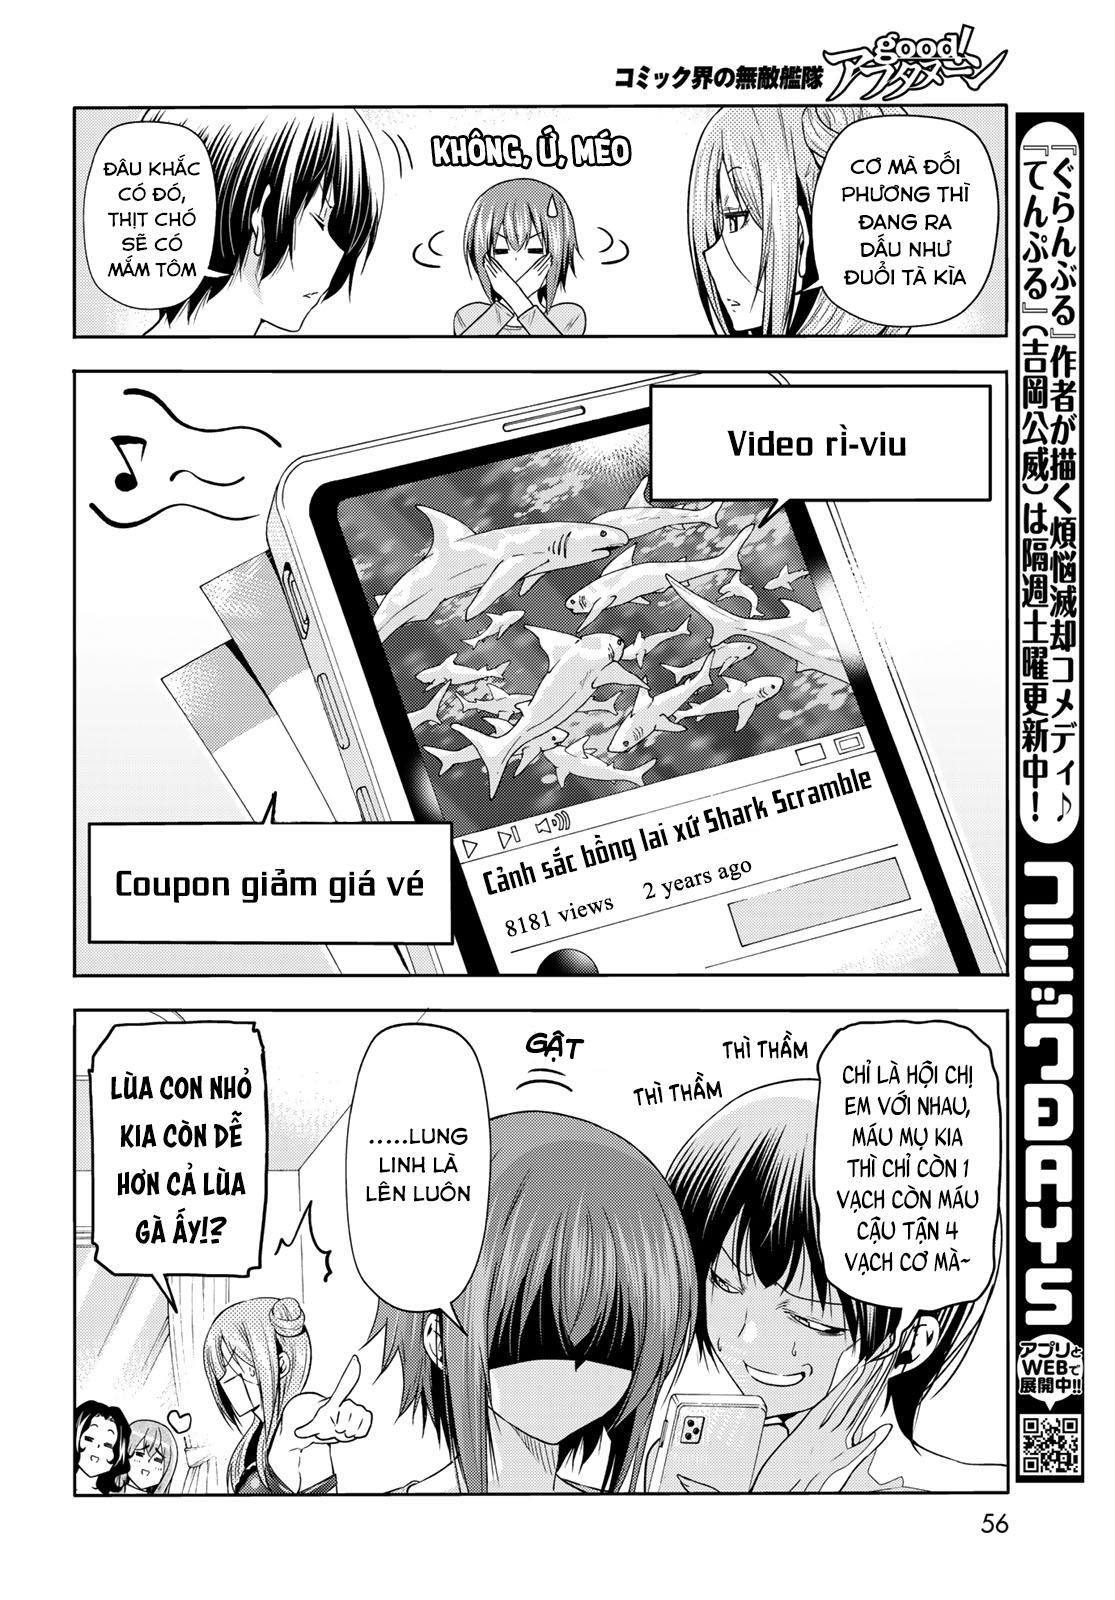 コミック界の無敵艦隊
good!
アフタヌーン
CƠ MÀ ĐỐI
PHƯƠNG THÌ
ĐANG RA
DẤU NHƯ
ĐUỔI TÀ KÌA
KHÔNG, Ứ, MÉO
ĐÂU KHẮC
CÓ ĐÓ,
THỊT CHÓ
SẼ CÓ
MẮM TÔM
Video rì-viu
Cảnh sắc bồng lai xứ Shark Scramble
8181 views 2 years ago
Coupon giảm giá vé
CHỈ LÀ HỘI CHỊ
EM VỚI NHAU,
MÁU MỤ KIA
THÌ CHỈ CÒN 1
VẠCH CÒN MÁU
CẬU TẬN 4
VẠCH CƠ MÀ~
THÌ THẦM
THÌ THẦM
GẬT
.....LUNG
LINH LÀ
LÊN LUÔN
LÙA CON NHỎ
KIA CÒN DỄ
HƠN CẢ LÙA
GÀ ẤY!?
『ぐらんぶる』作者が描く煩悩滅却コメディ♪
『てんぷる』(吉岡公威)は隔週土曜更新中!
コミックDAYS
アプリと
WEBで
展開中!!
56